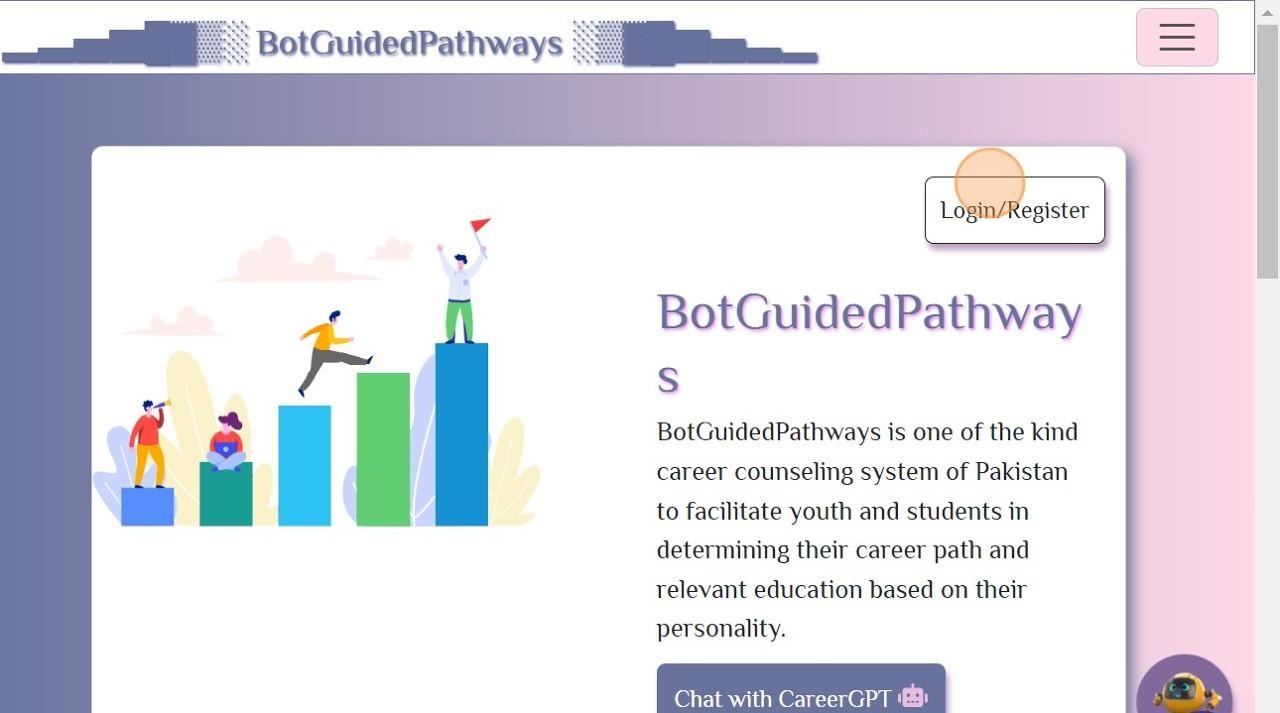 BotGuidedPathways
Login/Register
BotGuidedPathway
s
BotGuidedPathways is one of the kind
career counseling system of Pakistan
to facilitate youth and students in
determining their career path and
relevant education based on their
personality.
Chat with CareerGPT